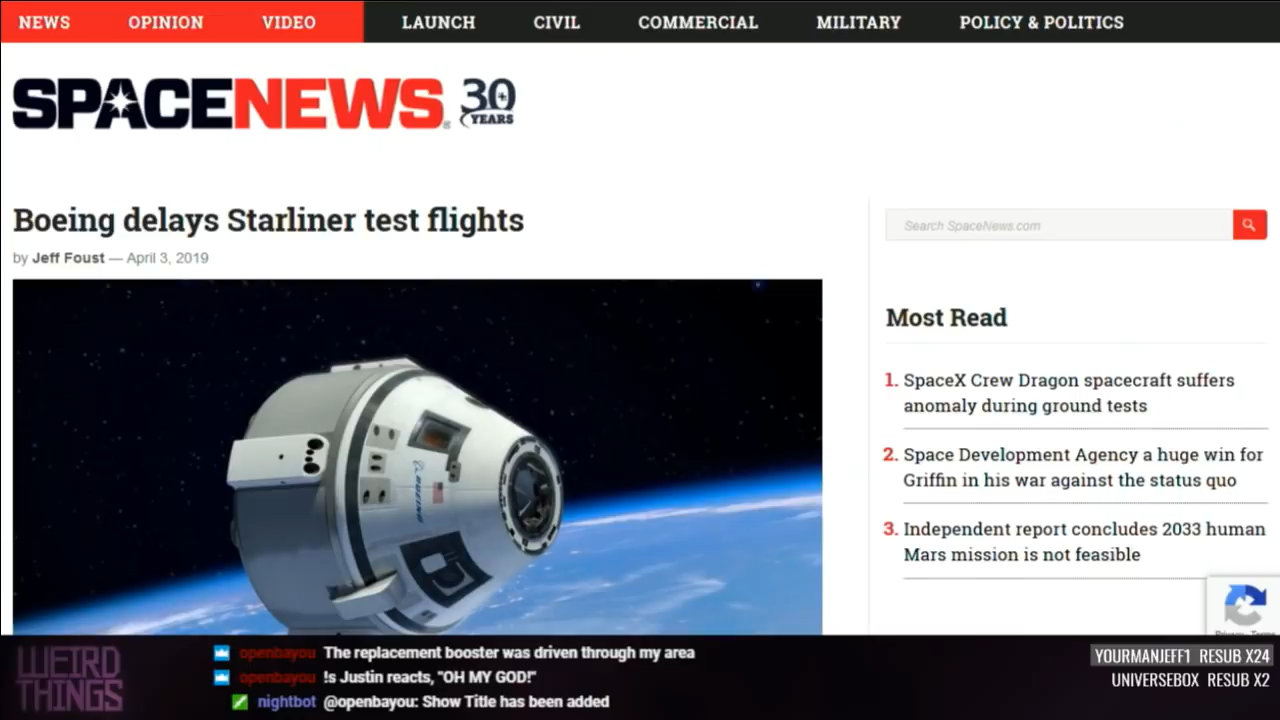 NEWS OPINION VIDEO LAUNCH CIVIL COMMERCIAL MILITARY POLICY & POLITICS
SPACENEWS 30 YEARS
Boeing delays Starliner test flights
by Jeff Foust — April 3, 2019
Search SpaceNews.com
Most Read
1. SpaceX Crew Dragon spacecraft suffers
anomaly during ground tests
2. Space Development Agency a huge win for
Griffin in his war against the status quo
3. Independent report concludes 2033 human
Mars mission is not feasible
BOEING
WEIRD
THINGS
openbayou The replacement booster was driven through my area
openbayou !s Justin reacts, "OH MY GOD!"
nightbot @openbayou: Show Title has been added
YOURMANJEFF1 RESUB X24
UNIVERSEBOX RESUB X2